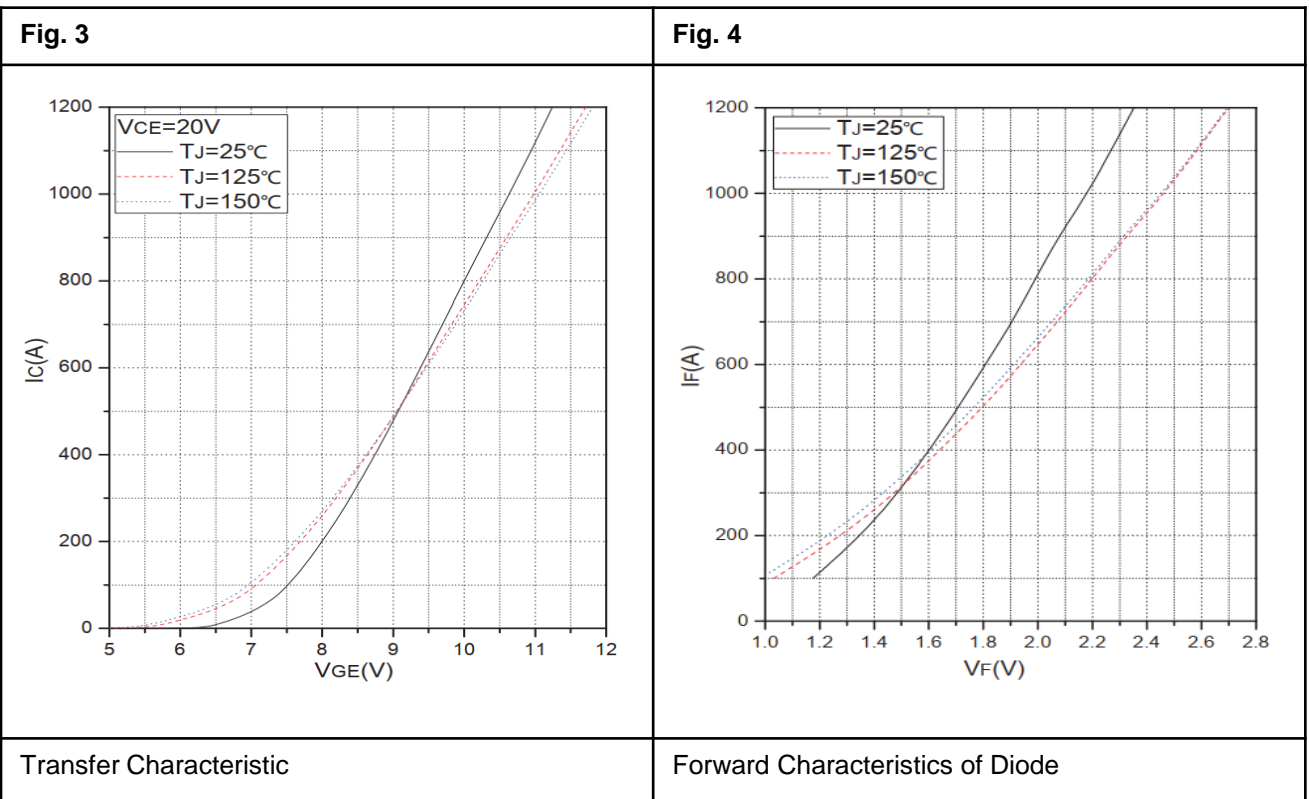 Fig. 3
Fig. 4
1200
1000
800
600
400
200
0
IC(A)
VCE=20V
TJ=25℃
TJ=125℃
TJ=150℃
5 6 7 8 9 10 11 12
VGE(V)
1200
1000
800
600
400
200
0
IF(A)
TJ=25℃
TJ=125℃
TJ=150℃
1.0 1.2 1.4 1.6 1.8 2.0 2.2 2.4 2.6 2.8
VF(V)
Transfer Characteristic
Forward Characteristics of Diode